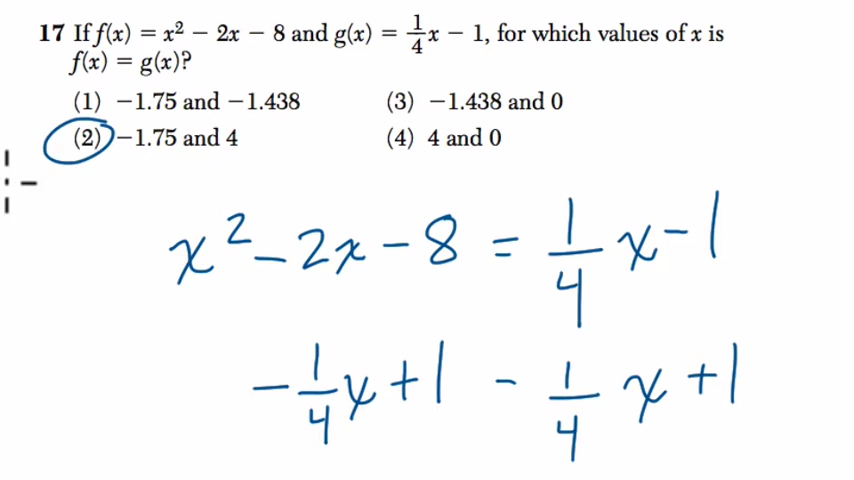 17 If f(x) = x² − 2x − 8 and g(x) = 1/4 x − 1, for which values of x is
f(x) = g(x)?
(1) −1.75 and −1.438 (3) −1.438 and 0
(2) −1.75 and 4 (4) 4 and 0
x² − 2x − 8 = 1/4 x − 1
− 1/4 x + 1 − 1/4 x + 1